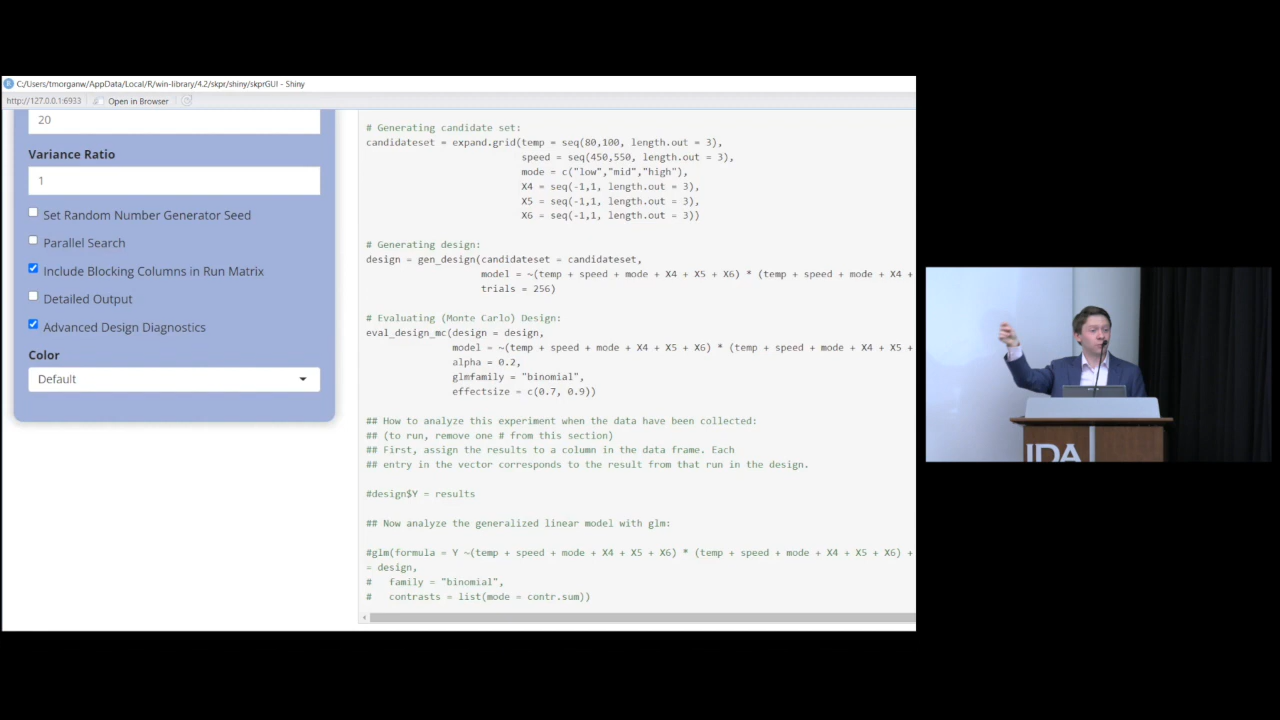 C:/Users/tmorganw/AppData/Local/R/win-library/4.2/skpr/shiny/skprGUI - Shiny
http://127.0.0.1:6933 Open in Browser
20
Variance Ratio
1
Set Random Number Generator Seed
Parallel Search
Include Blocking Columns in Run Matrix
Detailed Output
Advanced Design Diagnostics
Color
Default
# Generating candidate set:
candidateset = expand.grid(temp = seq(80,100, length.out = 3),
speed = seq(450,550, length.out = 3),
mode = c("low","mid","high"),
X4 = seq(-1,1, length.out = 3),
X5 = seq(-1,1, length.out = 3),
X6 = seq(-1,1, length.out = 3))
# Generating design:
design = gen_design(candidateset = candidateset,
model = ~(temp + speed + mode + X4 + X5 + X6) * (temp + speed + mode + X4 +
trials = 256)
# Evaluating (Monte Carlo) Design:
eval_design_mc(design = design,
model = ~(temp + speed + mode + X4 + X5 + X6) * (temp + speed + mode + X4 + X5 +
alpha = 0.2,
glmfamily = "binomial",
effectsize = c(0.7, 0.9))
## How to analyze this experiment when the data have been collected:
## (to run, remove one # from this section)
## First, assign the results to a column in the data frame. Each
## entry in the vector corresponds to the result from that run in the design.
#design$Y = results
## Now analyze the generalized linear model with glm:
#glm(formula = Y ~(temp + speed + mode + X4 + X5 + X6) * (temp + speed + mode + X4 + X5 + X6) +
= design,
# family = "binomial",
# contrasts = list(mode = contr.sum))
IDA